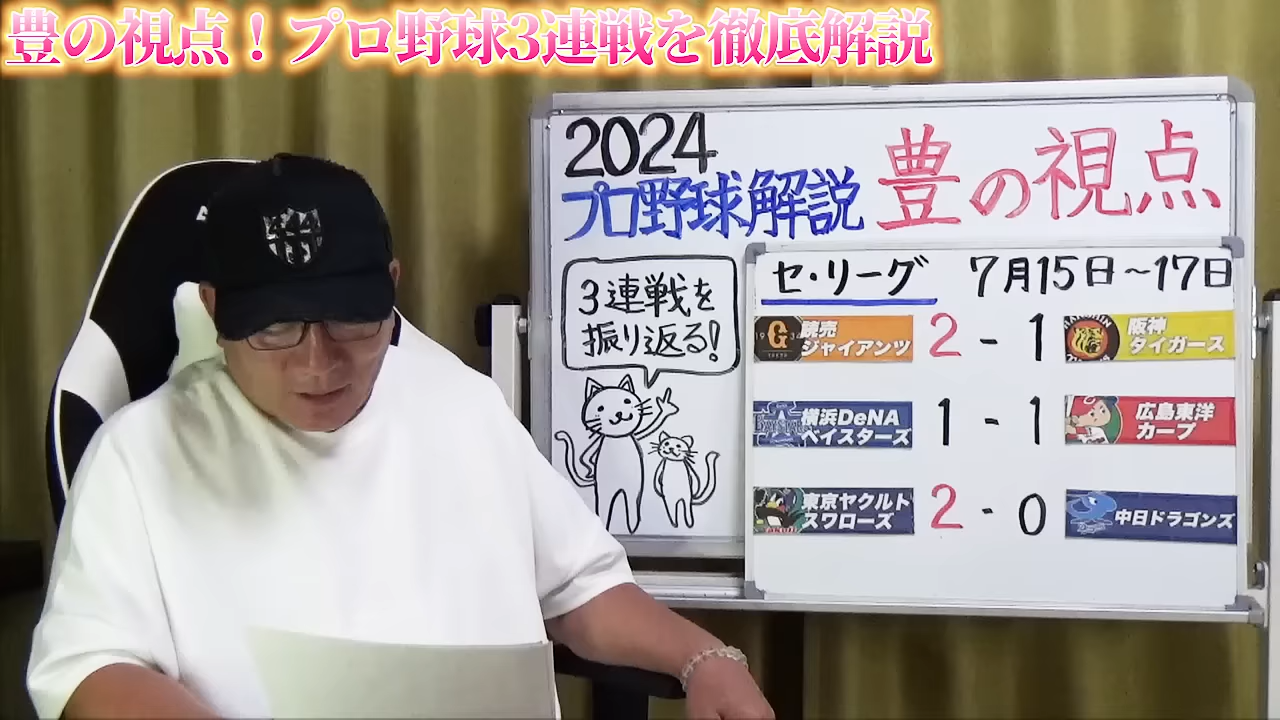 豊の視点！プロ野球3連戦を徹底解説
2024
プロ野球解説 豊の視点
3連戦を
振り返る!
セ・リーグ 7月15日~17日
読売
ジャイアンツ
2 - 1
阪神
タイガース
横浜DeNA
ベイスターズ
1 - 1
広島東洋
カープ
東京ヤクルト
スワローズ
2 - 0
中日ドラゴンズ